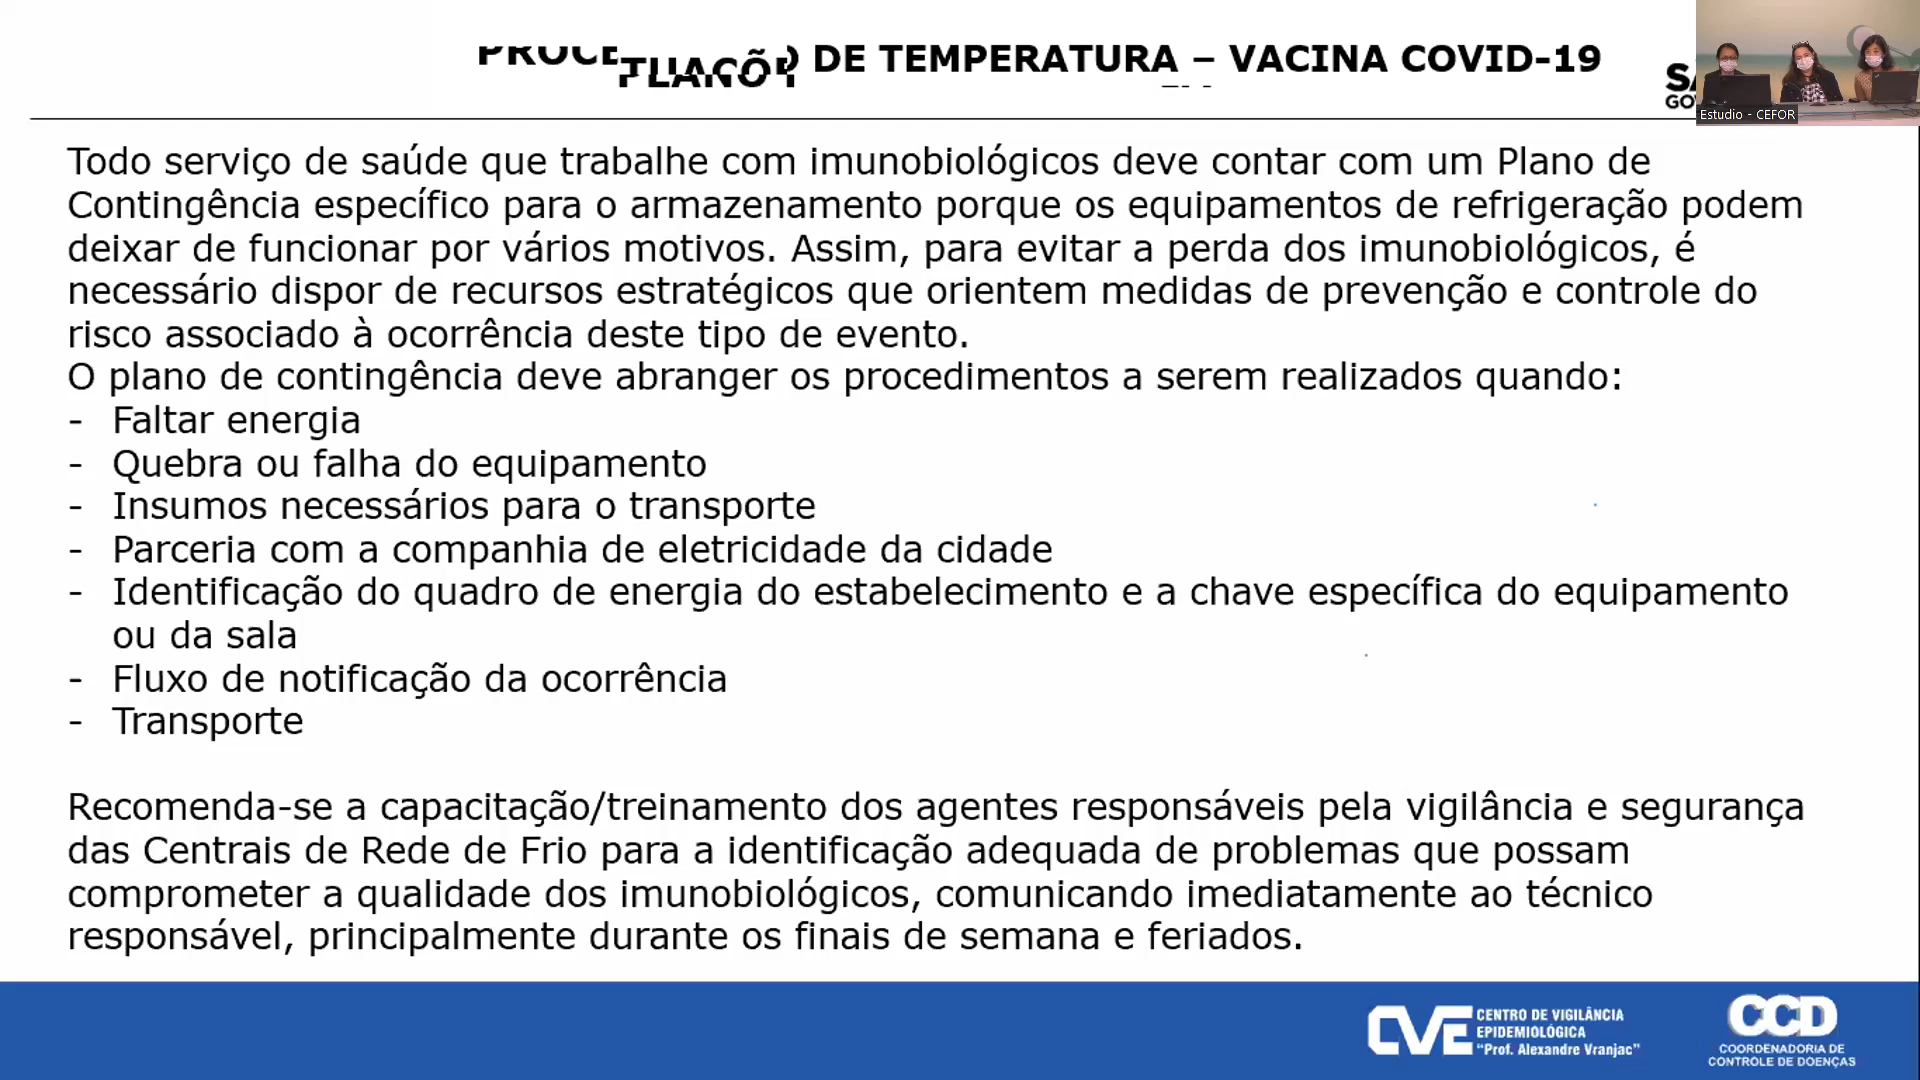 DE TEMPERATURA – VACINA COVID-19
Estudio - CEFOR
Todo serviço de saúde que trabalhe com imunobiológicos deve contar com um Plano de
Contingência específico para o armazenamento porque os equipamentos de refrigeração podem
deixar de funcionar por vários motivos. Assim, para evitar a perda dos imunobiológicos, é
necessário dispor de recursos estratégicos que orientem medidas de prevenção e controle do
risco associado à ocorrência deste tipo de evento.
O plano de contingência deve abranger os procedimentos a serem realizados quando:
- Faltar energia
- Quebra ou falha do equipamento
- Insumos necessários para o transporte
- Parceria com a companhia de eletricidade da cidade
- Identificação do quadro de energia do estabelecimento e a chave específica do equipamento
ou da sala
- Fluxo de notificação da ocorrência
- Transporte
Recomenda-se a capacitação/treinamento dos agentes responsáveis pela vigilância e segurança
das Centrais de Rede de Frio para a identificação adequada de problemas que possam
comprometer a qualidade dos imunobiológicos, comunicando imediatamente ao técnico
responsável, principalmente durante os finais de semana e feriados.
CVE CENTRO DE VIGILÂNCIA
EPIDEMIOLÓGICA
"Prof. Alexandre Vranjac"
CCD
COORDENADORIA DE
CONTROLE DE DOENÇAS